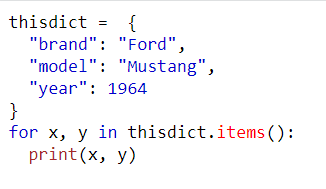 thisdict =  {
  "brand": "Ford",
  "model": "Mustang",
  "year": 1964
}
for x, y in thisdict.items():
  print(x, y)